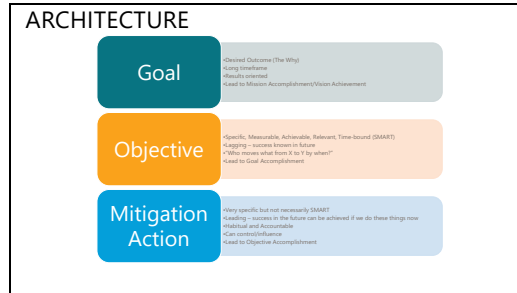 ARCHITECTURE
Goal
•Desired Outcome (The Why)
•Long timeframe
•Results oriented
•Lead to Mission Accomplishment/Vision Achievement
Objective
•Specific, Measurable, Achievable, Relevant, Time-bound (SMART)
•Lagging – success known in future
•"Who moves what from X to Y by when?"
•Lead to Goal Accomplishment
Mitigation
Action
•Very specific but not necessarily SMART
•Leading – success in the future can be achieved if we do these things now
•Habitual and Accountable
•Can control/influence
•Lead to Objective Accomplishment